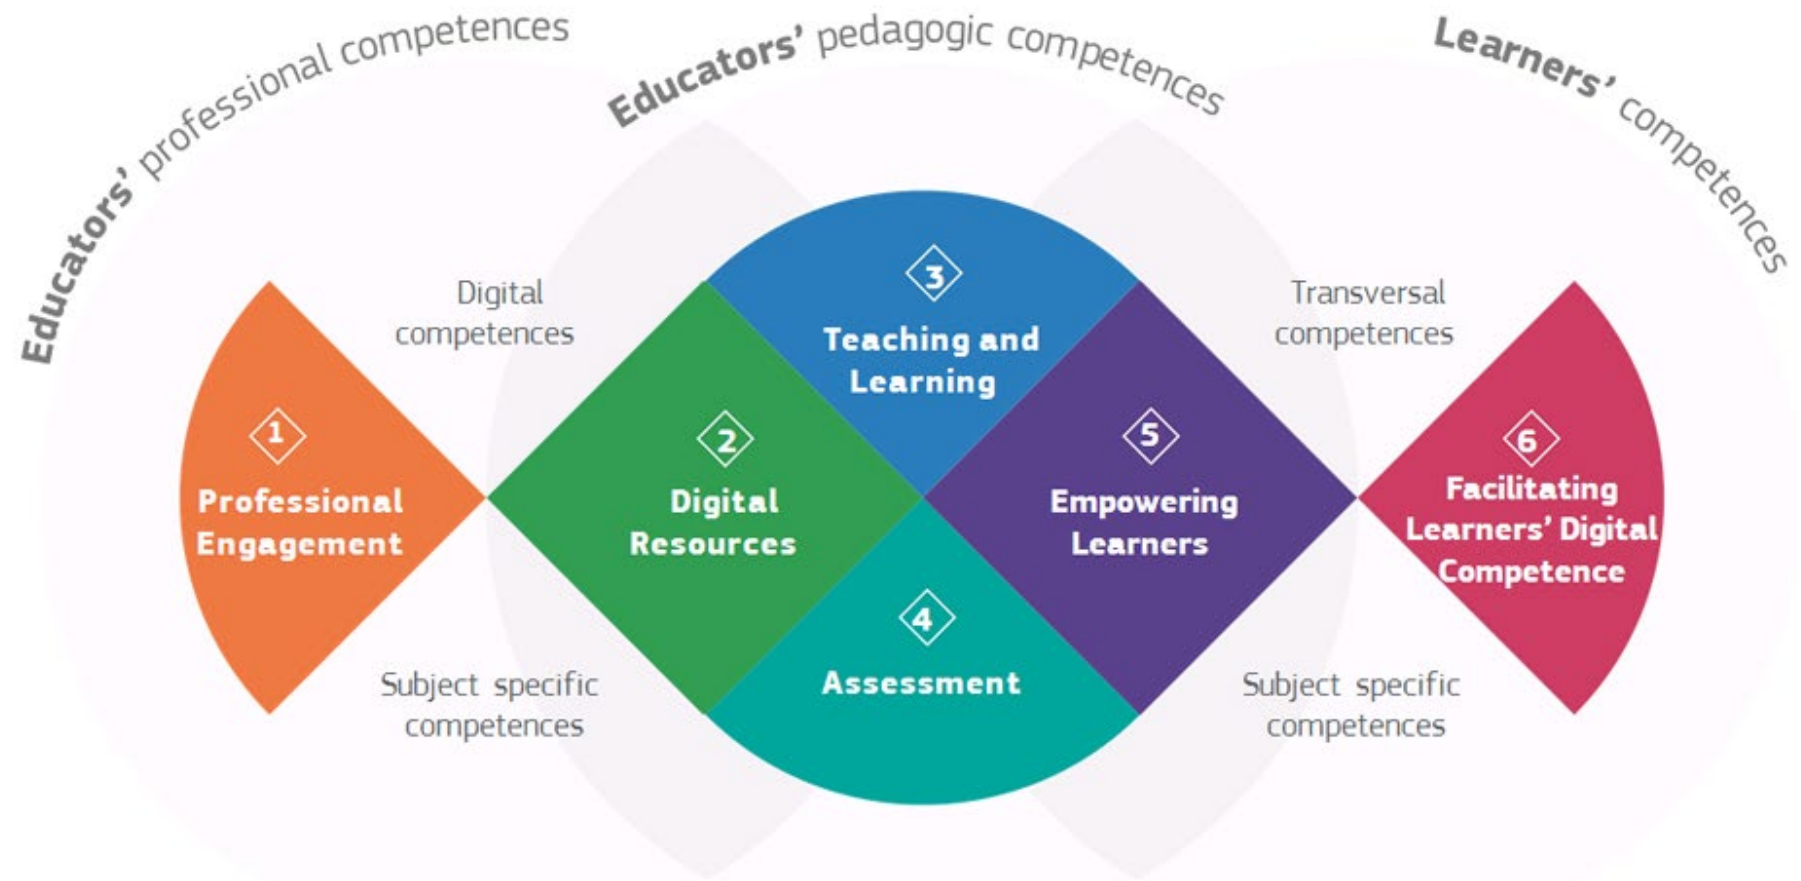 Educators’ professional competences
Educators’ pedagogic competences
Learners’ competences
Digital
competences
Transversal
competences
1
Professional
Engagement
2
Digital
Resources
3
Teaching and
Learning
4
Assessment
5
Empowering
Learners
6
Facilitating
Learners’ Digital
Competence
Subject specific
competences
Subject specific
competences